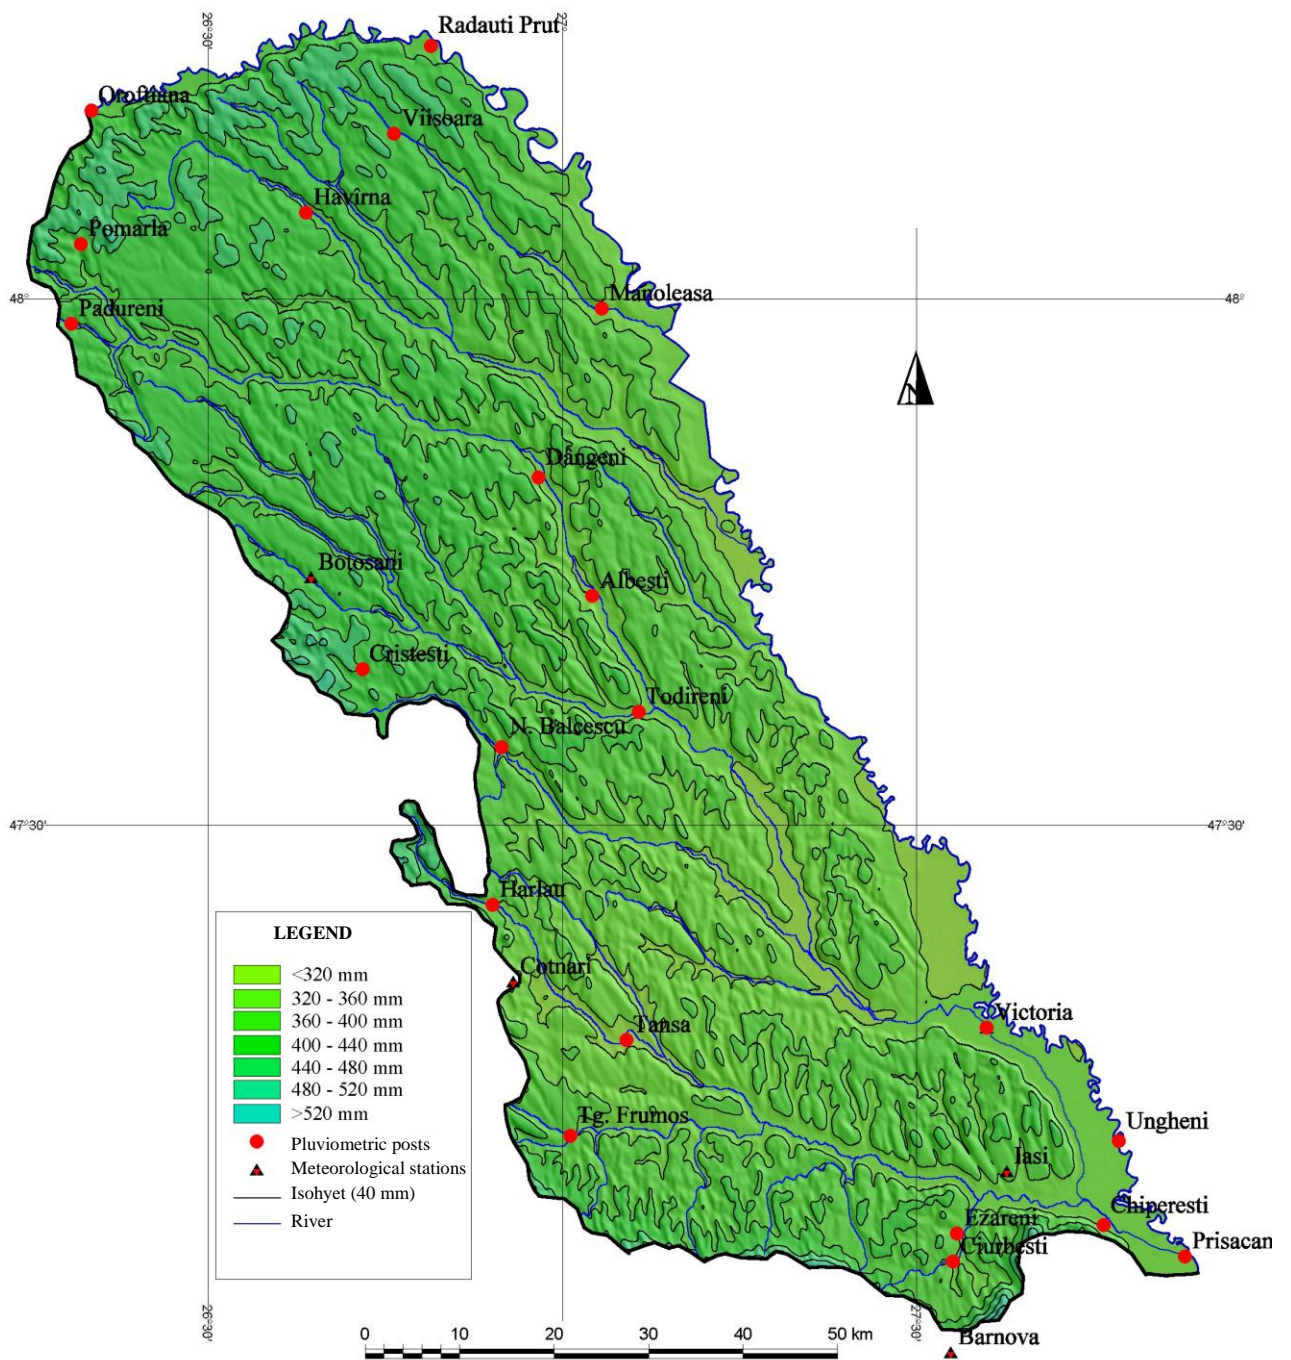 Radauti Prut
26°30'
27°
Oroftiana
Viisoara
Havîrna
Pomarla
Manoleasa
48°
48°
Padureni
N
Dângeni
Botosani
Albești
Cristesti
Todireni
N. Balcescu
47°30'
47°30'
Harlau
LEGEND
Cotnari
<320 mm
320 - 360 mm
360 - 400 mm
400 - 440 mm
440 - 480 mm
480 - 520 mm
>520 mm
Pluviometric posts
Meteorological stations
Isohyet (40 mm)
River
Victoria
Tansa
Tg. Frumos
Ungheni
Iasi
Chiperesti
Ezareni
Ciurbesti
Prisacan
26°30'
27°30'
0 10 20 30 40 50 km
Barnova